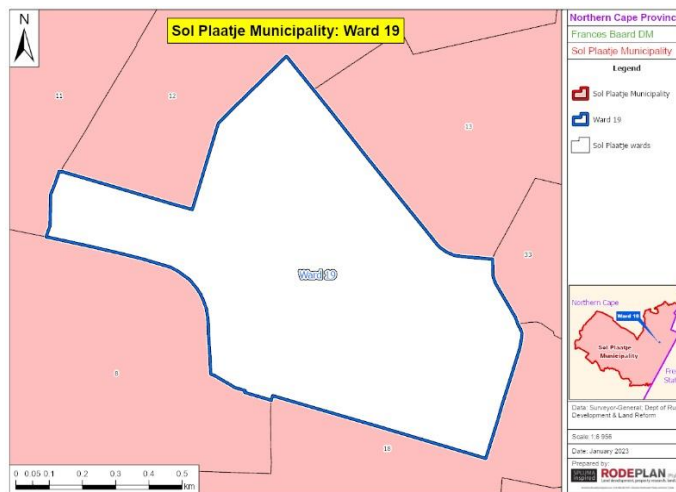 N
Sol Plaatje Municipality: Ward 19
11
12
13
33
Ward 19
8
18
0 0.05 0.1 0.2 0.3 0.4 0.5
km
Northern Cape Provinc
Frances Baard DM
Sol Plaatje Municipality
Legend
Sol Plaatje Municipality
Ward 19
Sol Plaatje wards
Northern Cape
Ward 19
Sol Plaatje
Municipality
Fre
Stat
Data: Surveyor-General; Dept of Ru
Development & Land Reform
Scale: 1:6 956
Date: January 2023
Prepared by:
RODEPLAN